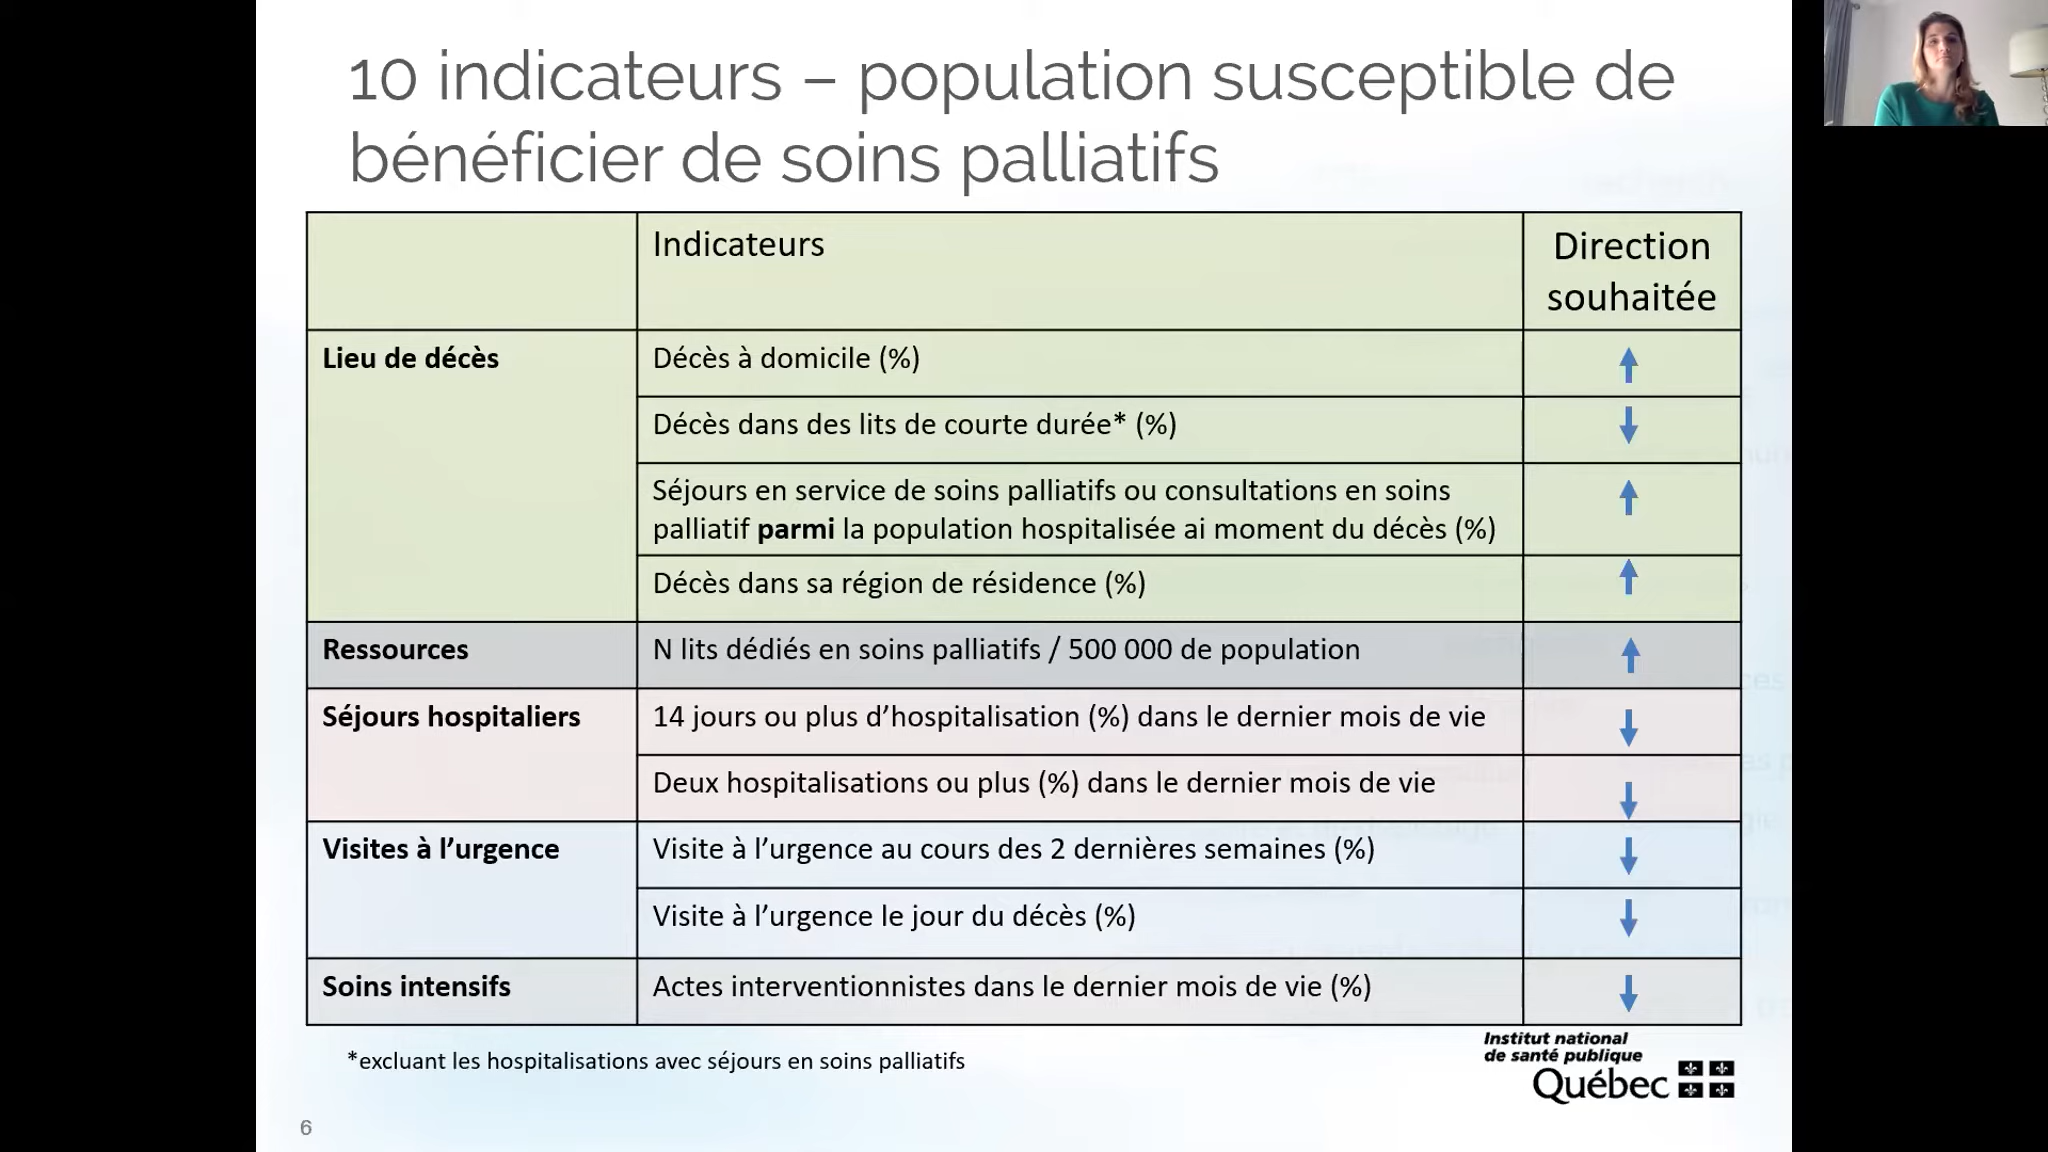 10 indicateurs – population susceptible de
bénéficier de soins palliatifs
Indicateurs
Direction
souhaitée
Lieu de décès
Décès à domicile (%)
Décès dans des lits de courte durée* (%)
Séjours en service de soins palliatifs ou consultations en soins
palliatif parmi la population hospitalisée ai moment du décès (%)
Décès dans sa région de résidence (%)
Ressources
N lits dédiés en soins palliatifs / 500 000 de population
Séjours hospitaliers
14 jours ou plus d’hospitalisation (%) dans le dernier mois de vie
Deux hospitalisations ou plus (%) dans le dernier mois de vie
Visites à l’urgence
Visite à l’urgence au cours des 2 dernières semaines (%)
Visite à l’urgence le jour du décès (%)
Soins intensifs
Actes interventionnistes dans le dernier mois de vie (%)
*excluant les hospitalisations avec séjours en soins palliatifs
Institut national
de santé publique
Québec
6